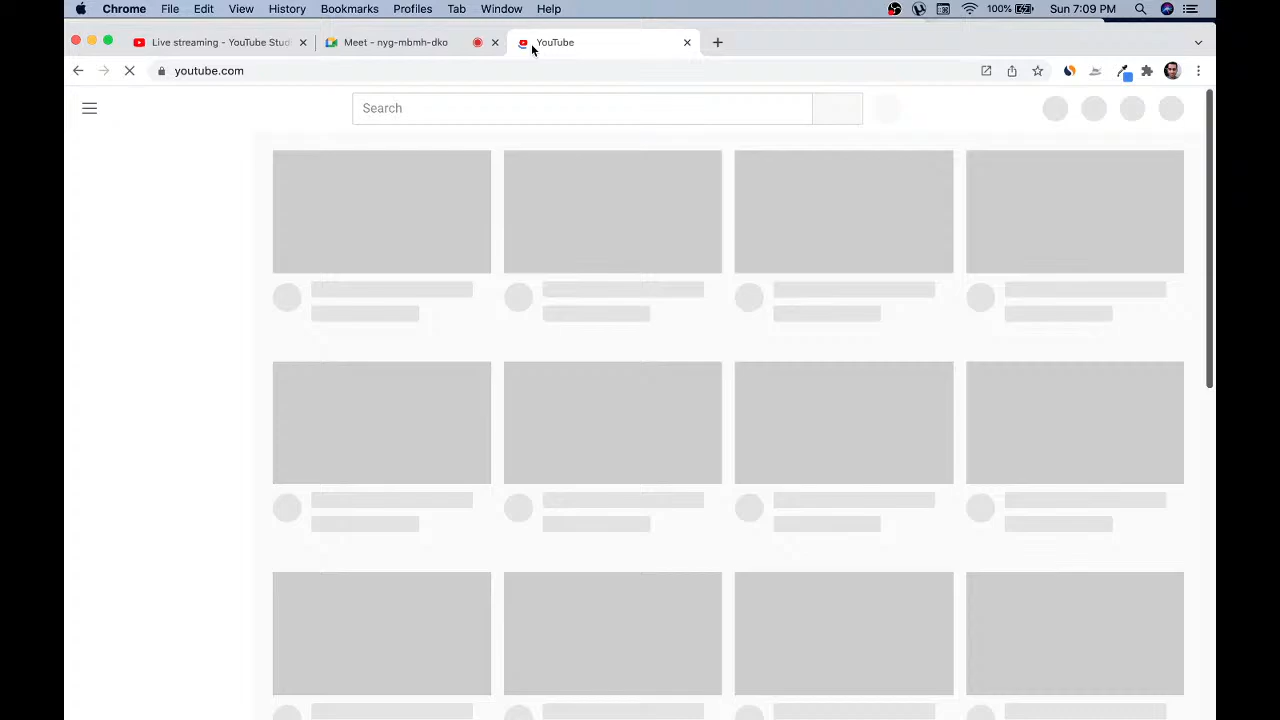 Chrome File Edit View History Bookmarks Profiles Tab Window Help 100% Sun 7:09 PM
Live streaming - YouTube Stud Meet - nyg-mbmh-dko YouTube
youtube.com
Search